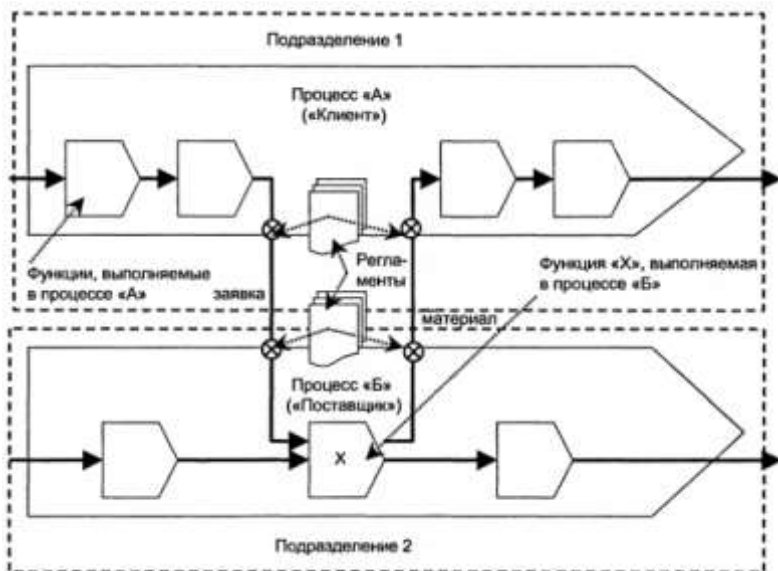 Подразделение 1
Процесс «А»
(«Клиент»)
Функции, выполняемые
в процессе «А»
Регла-
менты
Функция «Х», выполняемая
в процессе «Б»
заявка
материал
Процесс «Б»
(«Поставщик»)
Х
Подразделение 2